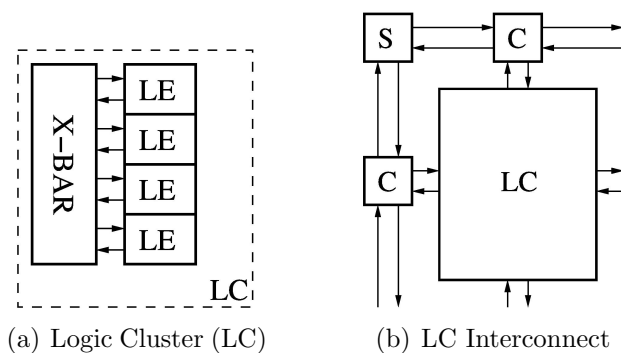 X-BAR
LE
LE
LE
LE
LC
(a) Logic Cluster (LC)
S
C
C
LC
(b) LC Interconnect